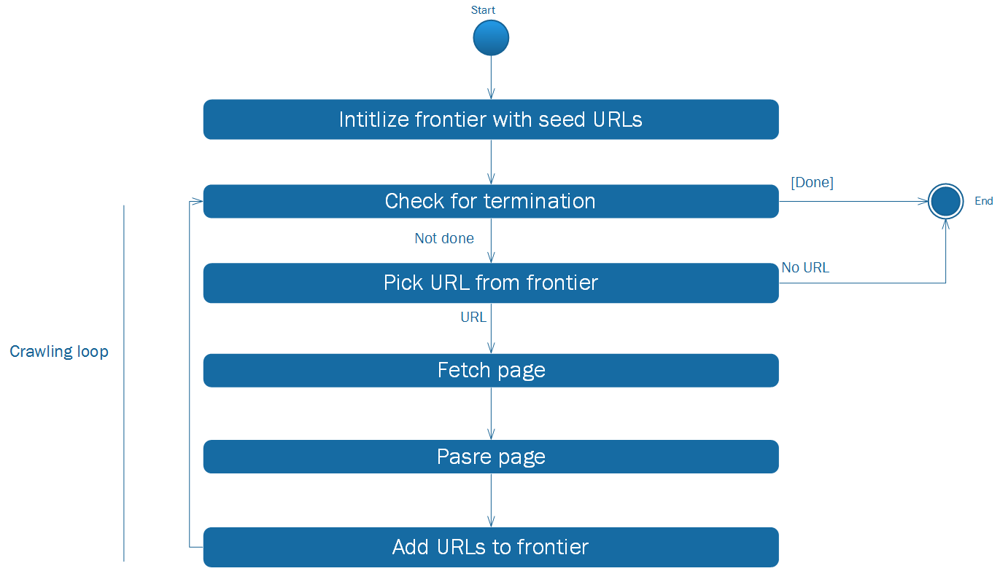 Start
Intitlize frontier with seed URLs
Check for termination
[Done]
End
Not done
Pick URL from frontier
No URL
URL
Crawling loop
Fetch page
Pasre page
Add URLs to frontier